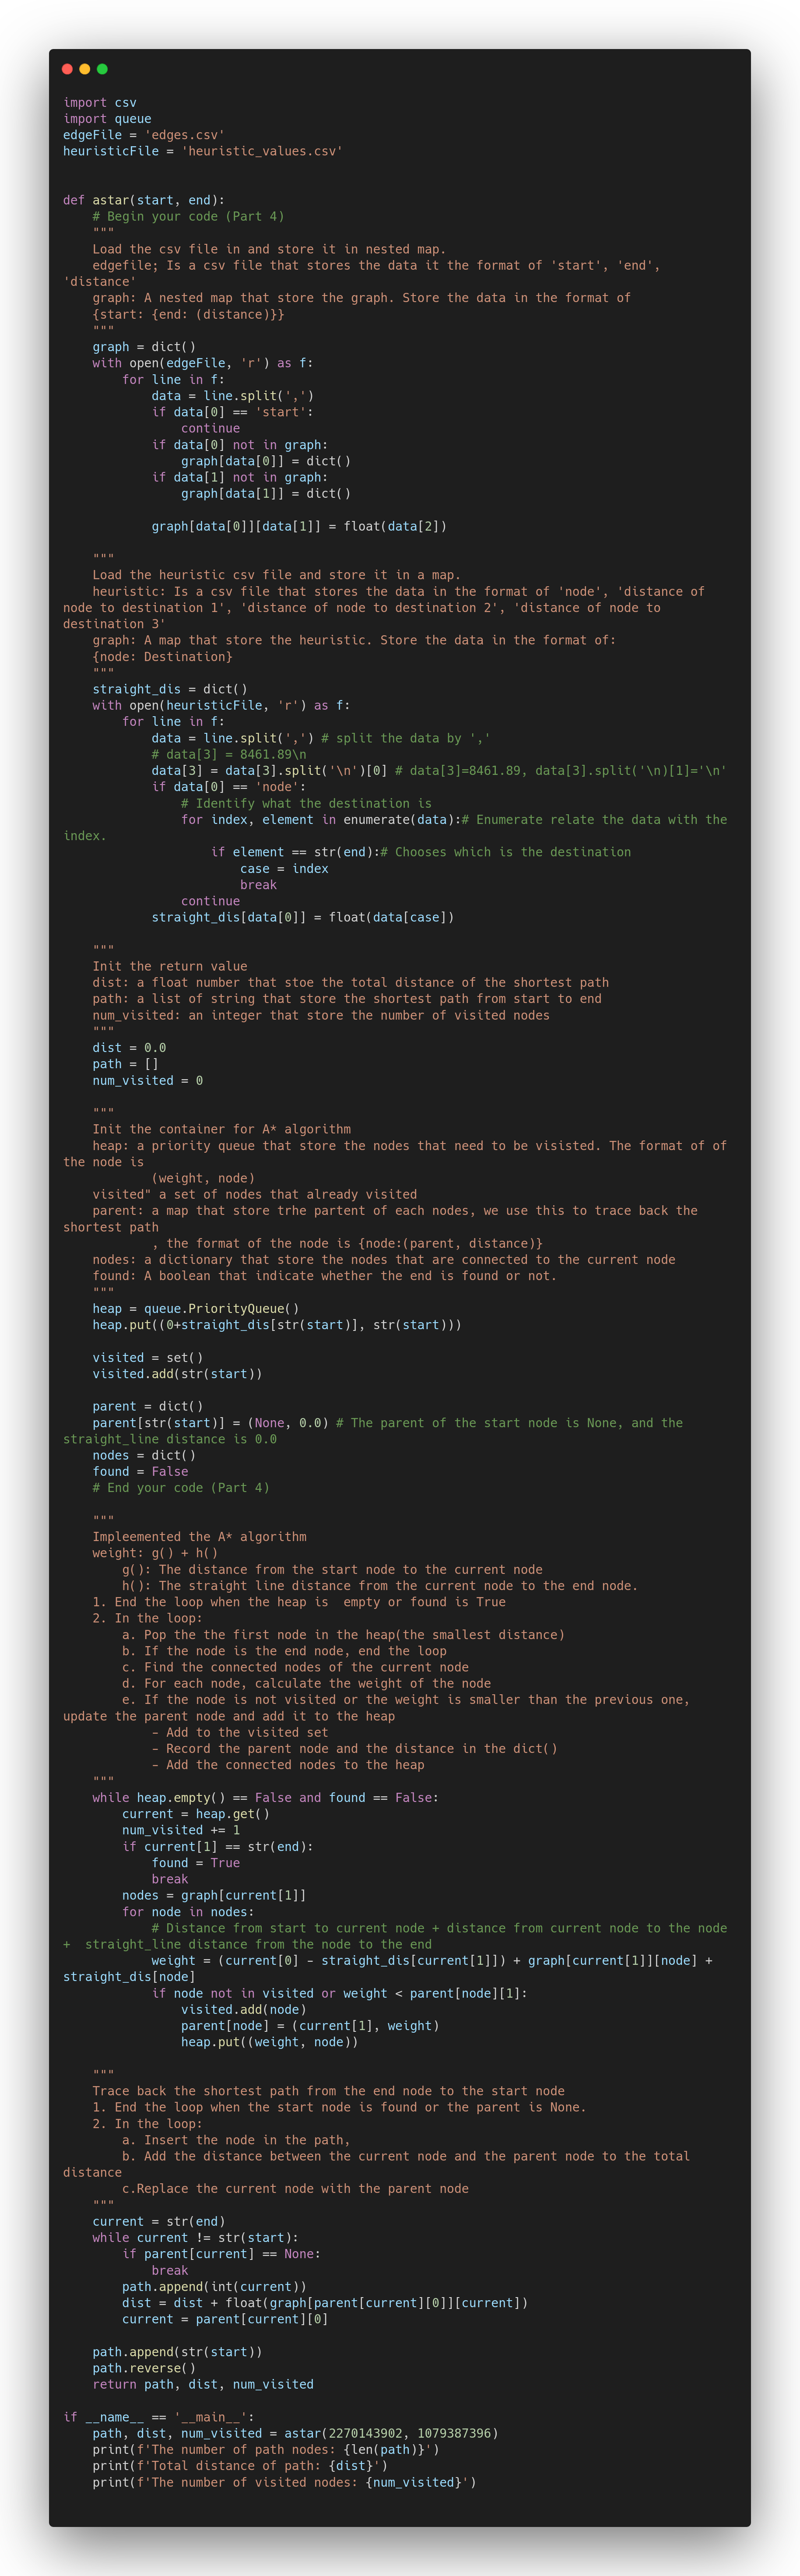 import csv
import queue
edgeFile = 'edges.csv'
heuristicFile = 'heuristic_values.csv'


def astar(start, end):
    # Begin your code (Part 4)
    """
    Load the csv file in and store it in nested map.
    edgefile; Is a csv file that stores the data it the format of 'start', 'end',
'distance'
    graph: A nested map that store the graph. Store the data in the format of
    {start: {end: (distance)}}
    """
    graph = dict()
    with open(edgeFile, 'r') as f:
        for line in f:
            data = line.split(',')
            if data[0] == 'start':
                continue
            if data[0] not in graph:
                graph[data[0]] = dict()
            if data[1] not in graph:
                graph[data[1]] = dict()

            graph[data[0]][data[1]] = float(data[2])

    """
    Load the heuristic csv file and store it in a map.
    heuristic: Is a csv file that stores the data in the format of 'node', 'distance of
node to destination 1', 'distance of node to destination 2', 'distance of node to
destination 3'
    graph: A map that store the heuristic. Store the data in the format of:
    {node: Destination}
    """
    straight_dis = dict()
    with open(heuristicFile, 'r') as f:
        for line in f:
            data = line.split(',') # split the data by ','
            # data[3] = 8461.89\n
            data[3] = data[3].split('\n')[0] # data[3]=8461.89, data[3].split('\n)[1]='\n'
            if data[0] == 'node':
                # Identify what the destination is
                for index, element in enumerate(data):# Enumerate relate the data with the
index.
                    if element == str(end):# Chooses which is the destination
                        case = index
                        break
                continue
            straight_dis[data[0]] = float(data[case])

    """
    Init the return value
    dist: a float number that stoe the total distance of the shortest path
    path: a list of string that store the shortest path from start to end
    num_visited: an integer that store the number of visited nodes
    """
    dist = 0.0
    path = []
    num_visited = 0

    """
    Init the container for A* algorithm
    heap: a priority queue that store the nodes that need to be visisted. The format of of
the node is
            (weight, node)
    visited" a set of nodes that already visited
    parent: a map that store trhe partent of each nodes, we use this to trace back the
shortest path
            , the format of the node is {node:(parent, distance)}
    nodes: a dictionary that store the nodes that are connected to the current node
    found: A boolean that indicate whether the end is found or not.
    """
    heap = queue.PriorityQueue()
    heap.put((0+straight_dis[str(start)], str(start)))

    visited = set()
    visited.add(str(start))

    parent = dict()
    parent[str(start)] = (None, 0.0) # The parent of the start node is None, and the
straight_line distance is 0.0
    nodes = dict()
    found = False
    # End your code (Part 4)

    """
    Impleemented the A* algorithm
    weight: g() + h()
        g(): The distance from the start node to the current node
        h(): The straight line distance from the current node to the end node.
    1. End the loop when the heap is  empty or found is True
    2. In the loop:
        a. Pop the the first node in the heap(the smallest distance)
        b. If the node is the end node, end the loop
        c. Find the connected nodes of the current node
        d. For each node, calculate the weight of the node
        e. If the node is not visited or the weight is smaller than the previous one,
update the parent node and add it to the heap
            - Add to the visited set
            - Record the parent node and the distance in the dict()
            - Add the connected nodes to the heap
    """
    while heap.empty() == False and found == False:
        current = heap.get()
        num_visited += 1
        if current[1] == str(end):
            found = True
            break
        nodes = graph[current[1]]
        for node in nodes:
            # Distance from start to current node + distance from current node to the node
+  straight_line distance from the node to the end
            weight = (current[0] - straight_dis[current[1]]) + graph[current[1]][node] +
straight_dis[node]
            if node not in visited or weight < parent[node][1]:
                visited.add(node)
                parent[node] = (current[1], weight)
                heap.put((weight, node))

    """
    Trace back the shortest path from the end node to the start node
    1. End the loop when the start node is found or the parent is None.
    2. In the loop:
        a. Insert the node in the path,
        b. Add the distance between the current node and the parent node to the total
distance
        c.Replace the current node with the parent node
    """
    current = str(end)
    while current != str(start):
        if parent[current] == None:
            break
        path.append(int(current))
        dist = dist + float(graph[parent[current][0]][current])
        current = parent[current][0]

    path.append(str(start))
    path.reverse()
    return path, dist, num_visited

if __name__ == '__main__':
    path, dist, num_visited = astar(2270143902, 1079387396)
    print(f'The number of path nodes: {len(path)}')
    print(f'Total distance of path: {dist}')
    print(f'The number of visited nodes: {num_visited}')